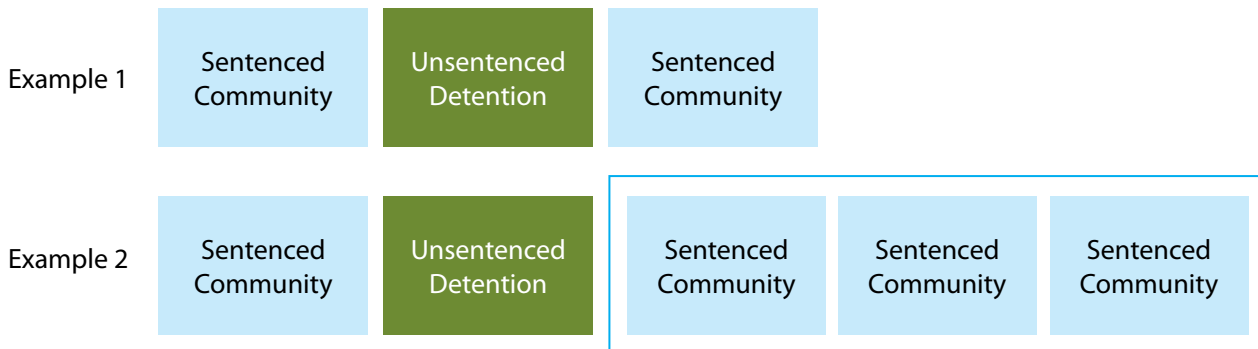 Example 1
Sentenced
Community
Unsentenced
Detention
Sentenced
Community
Example 2
Sentenced
Community
Unsentenced
Detention
Sentenced
Community
Sentenced
Community
Sentenced
Community